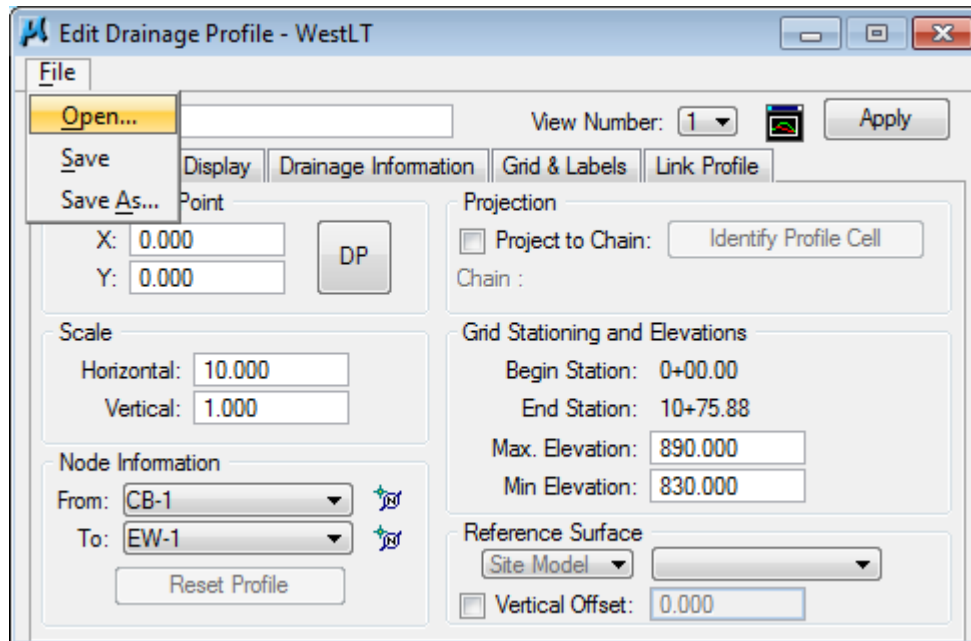 Edit Drainage Profile - WestLT
File
Open...
Save
Save As...
View Number: 1
Apply
Display
Drainage Information
Grid & Labels
Link Profile
Point
X: 0.000
Y: 0.000
DP
Projection
Project to Chain:
Identify Profile Cell
Chain :
Scale
Horizontal: 10.000
Vertical: 1.000
Grid Stationing and Elevations
Begin Station: 0+00.00
End Station: 10+75.88
Max. Elevation: 890.000
Min Elevation: 830.000
Node Information
From: CB-1
To: EW-1
Reset Profile
Reference Surface
Site Model
Vertical Offset: 0.000